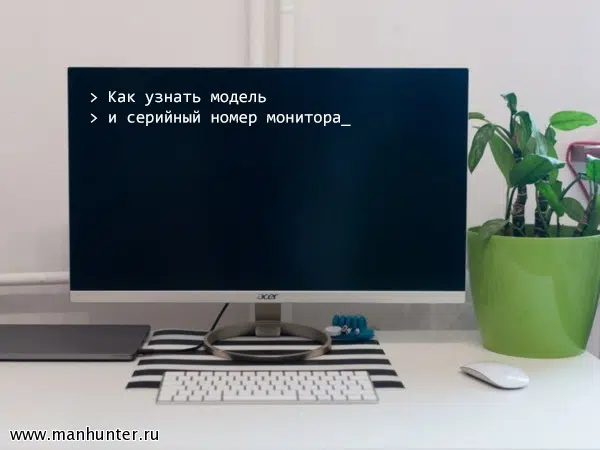 > Как узнать модель
> и серийный номер монитора_
acer
www.manhunter.ru